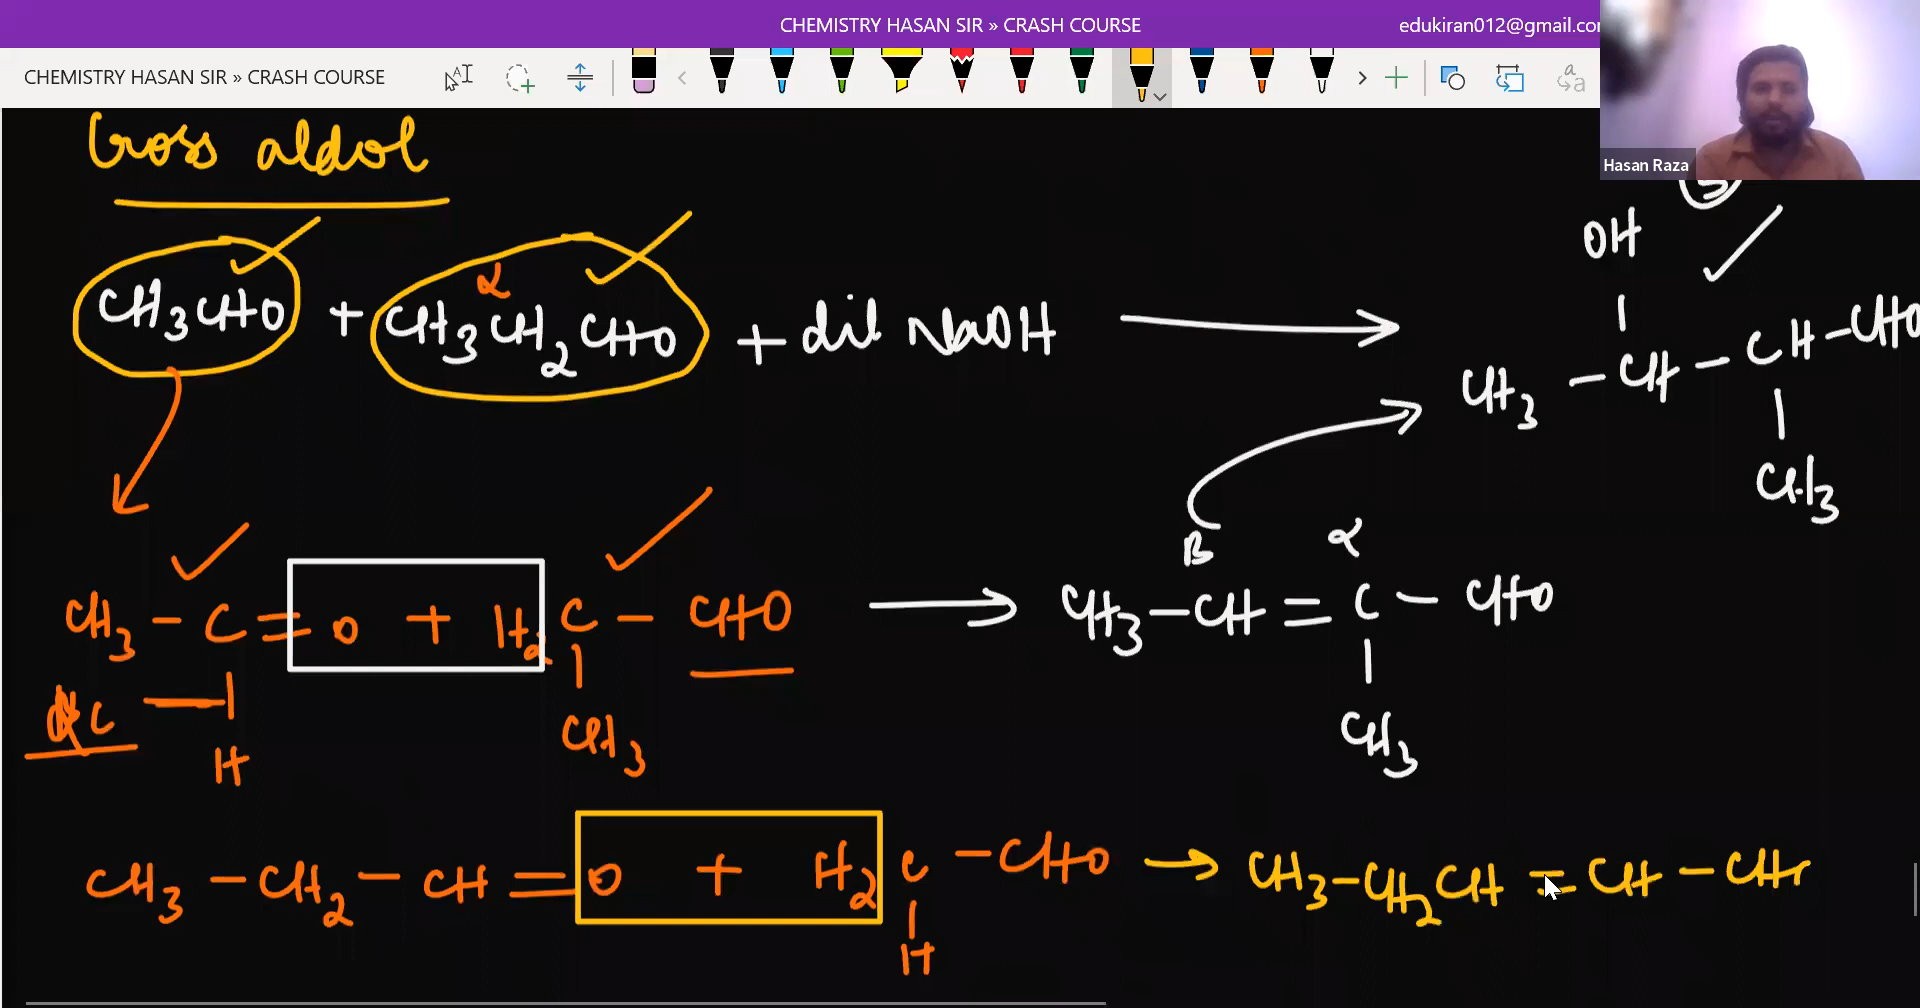 CHEMISTRY HASAN SIR » CRASH COURSE
edukiran012@gmail.co
CHEMISTRY HASAN SIR » CRASH COURSE
Hasan Raza
Cross aldol
CH3CHO + CH3CH2CHO + dil NaOH →
α
OH
|
CH3 – CH – CH – CHO
|
CH3
B α
CH3 – C = O + H2 C – CHO → CH3 – CH = C – CHO
| | |
H CH3 CH3
CH3 – CH2 – CH = O + H2 C – CHO → CH3 – CH2CH = CH – CH
|
H